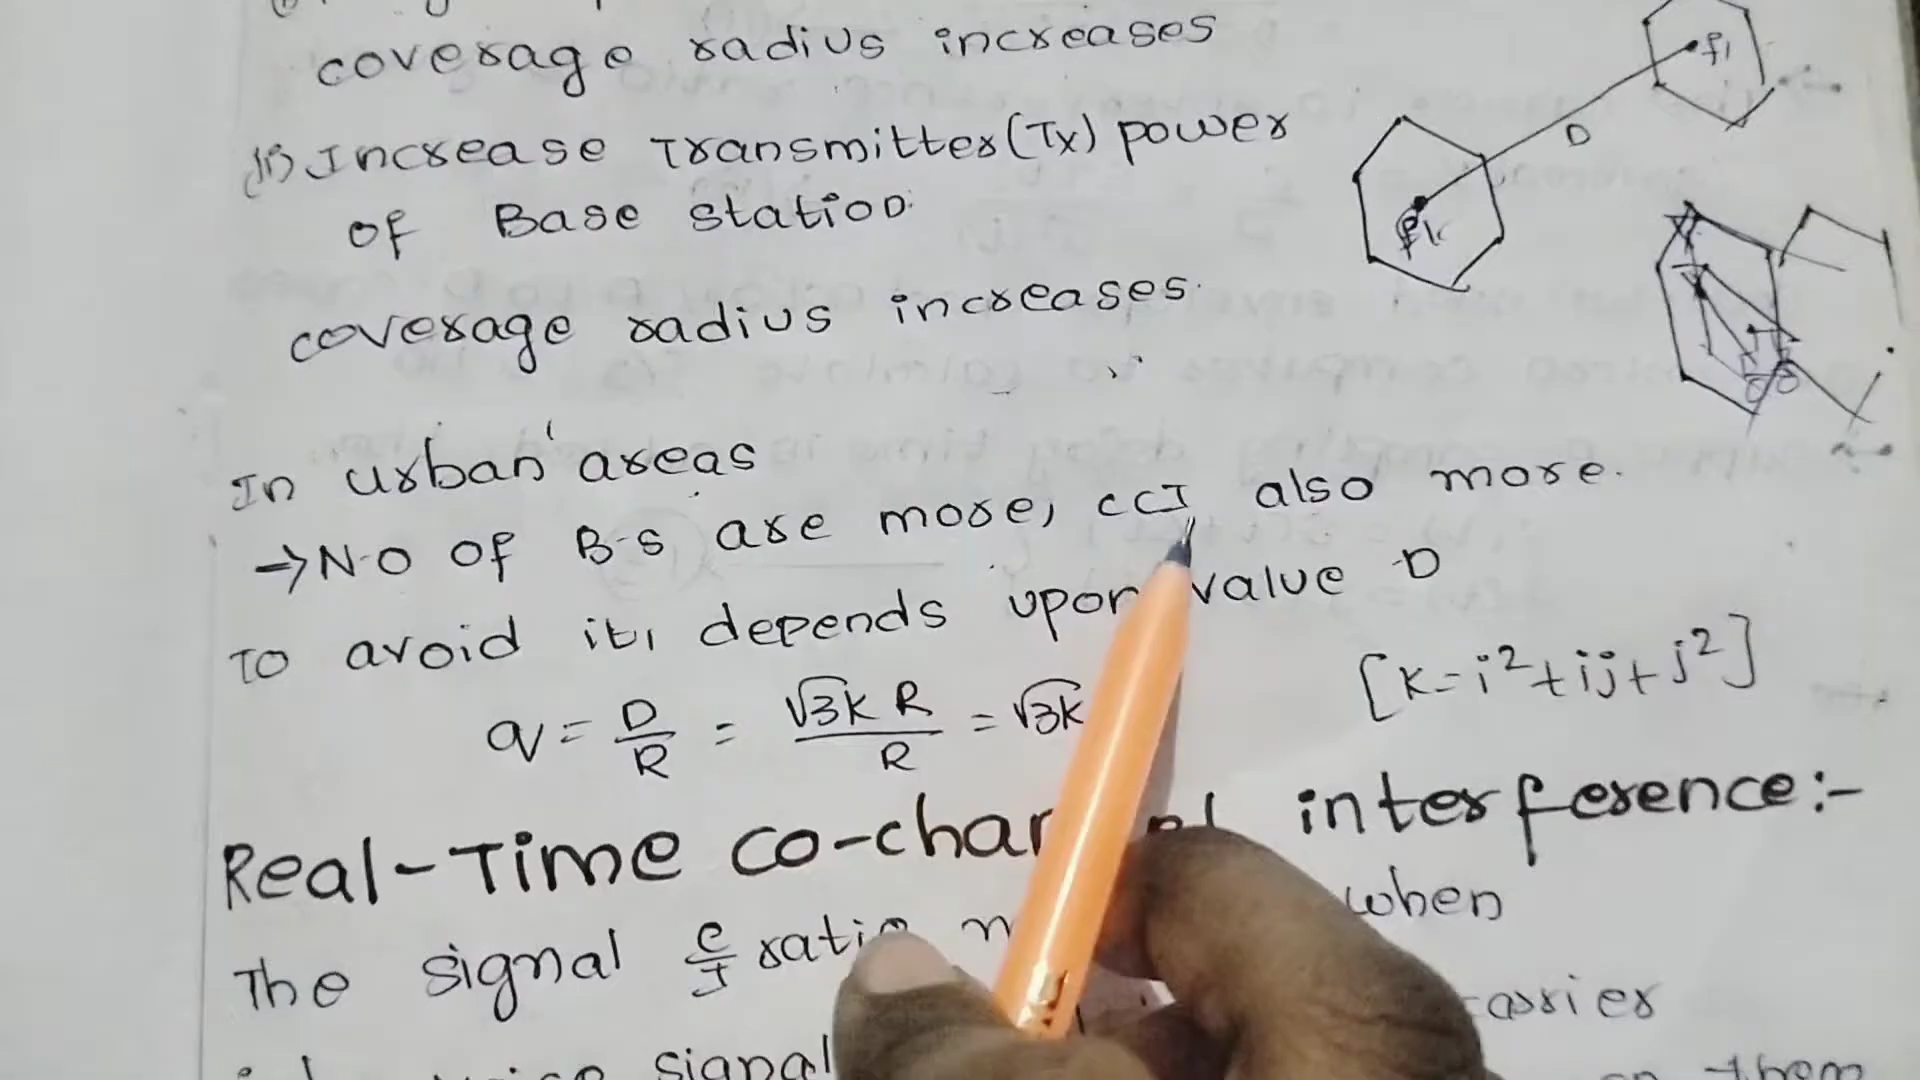 coverage radius increases
ii) Increase Transmitter (Tx) power
of Base station.
coverage radius increases.
In urban areas
→ N.O of B.S are more, CCI also more.
To avoid it, depends upon value D
q = D/R = √3K R/R = √3K
[K = i² + ij + j²]
Real-Time co-channel interference:-
The signal C/I ratio when
carrier
signal
them
f1
D
f1